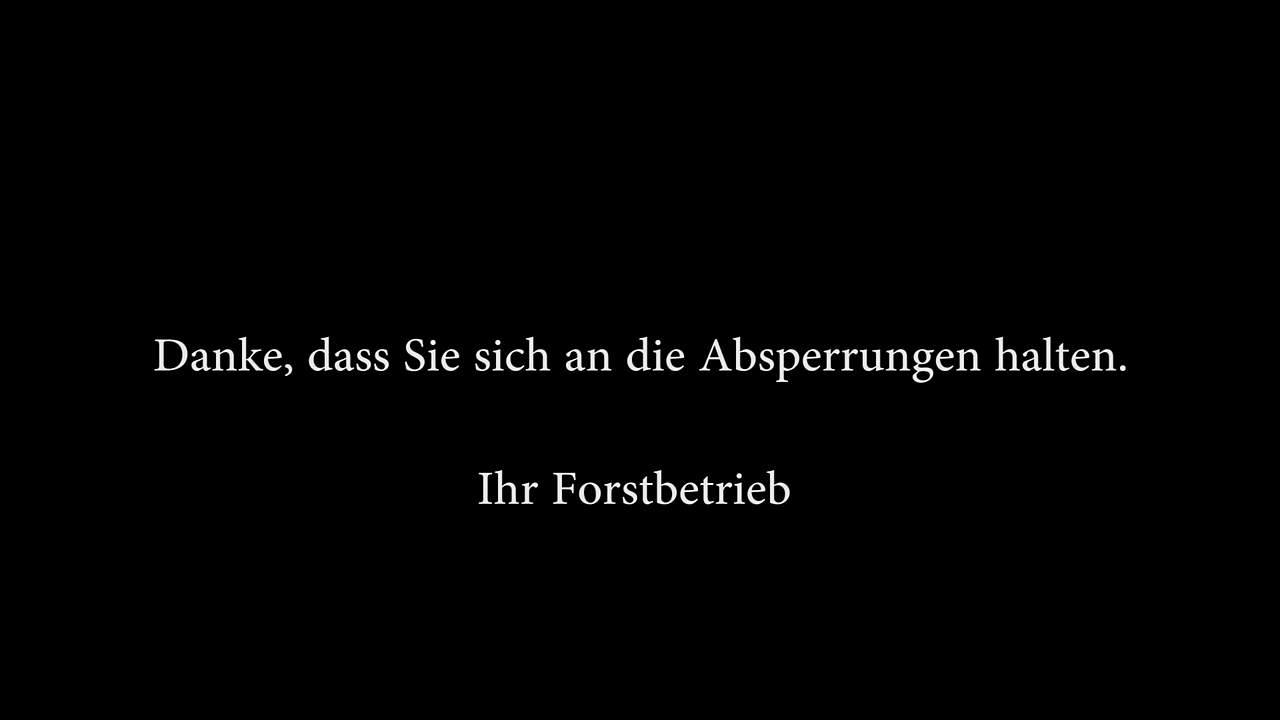 Danke, dass Sie sich an die Absperrungen halten.
Ihr Forstbetrieb